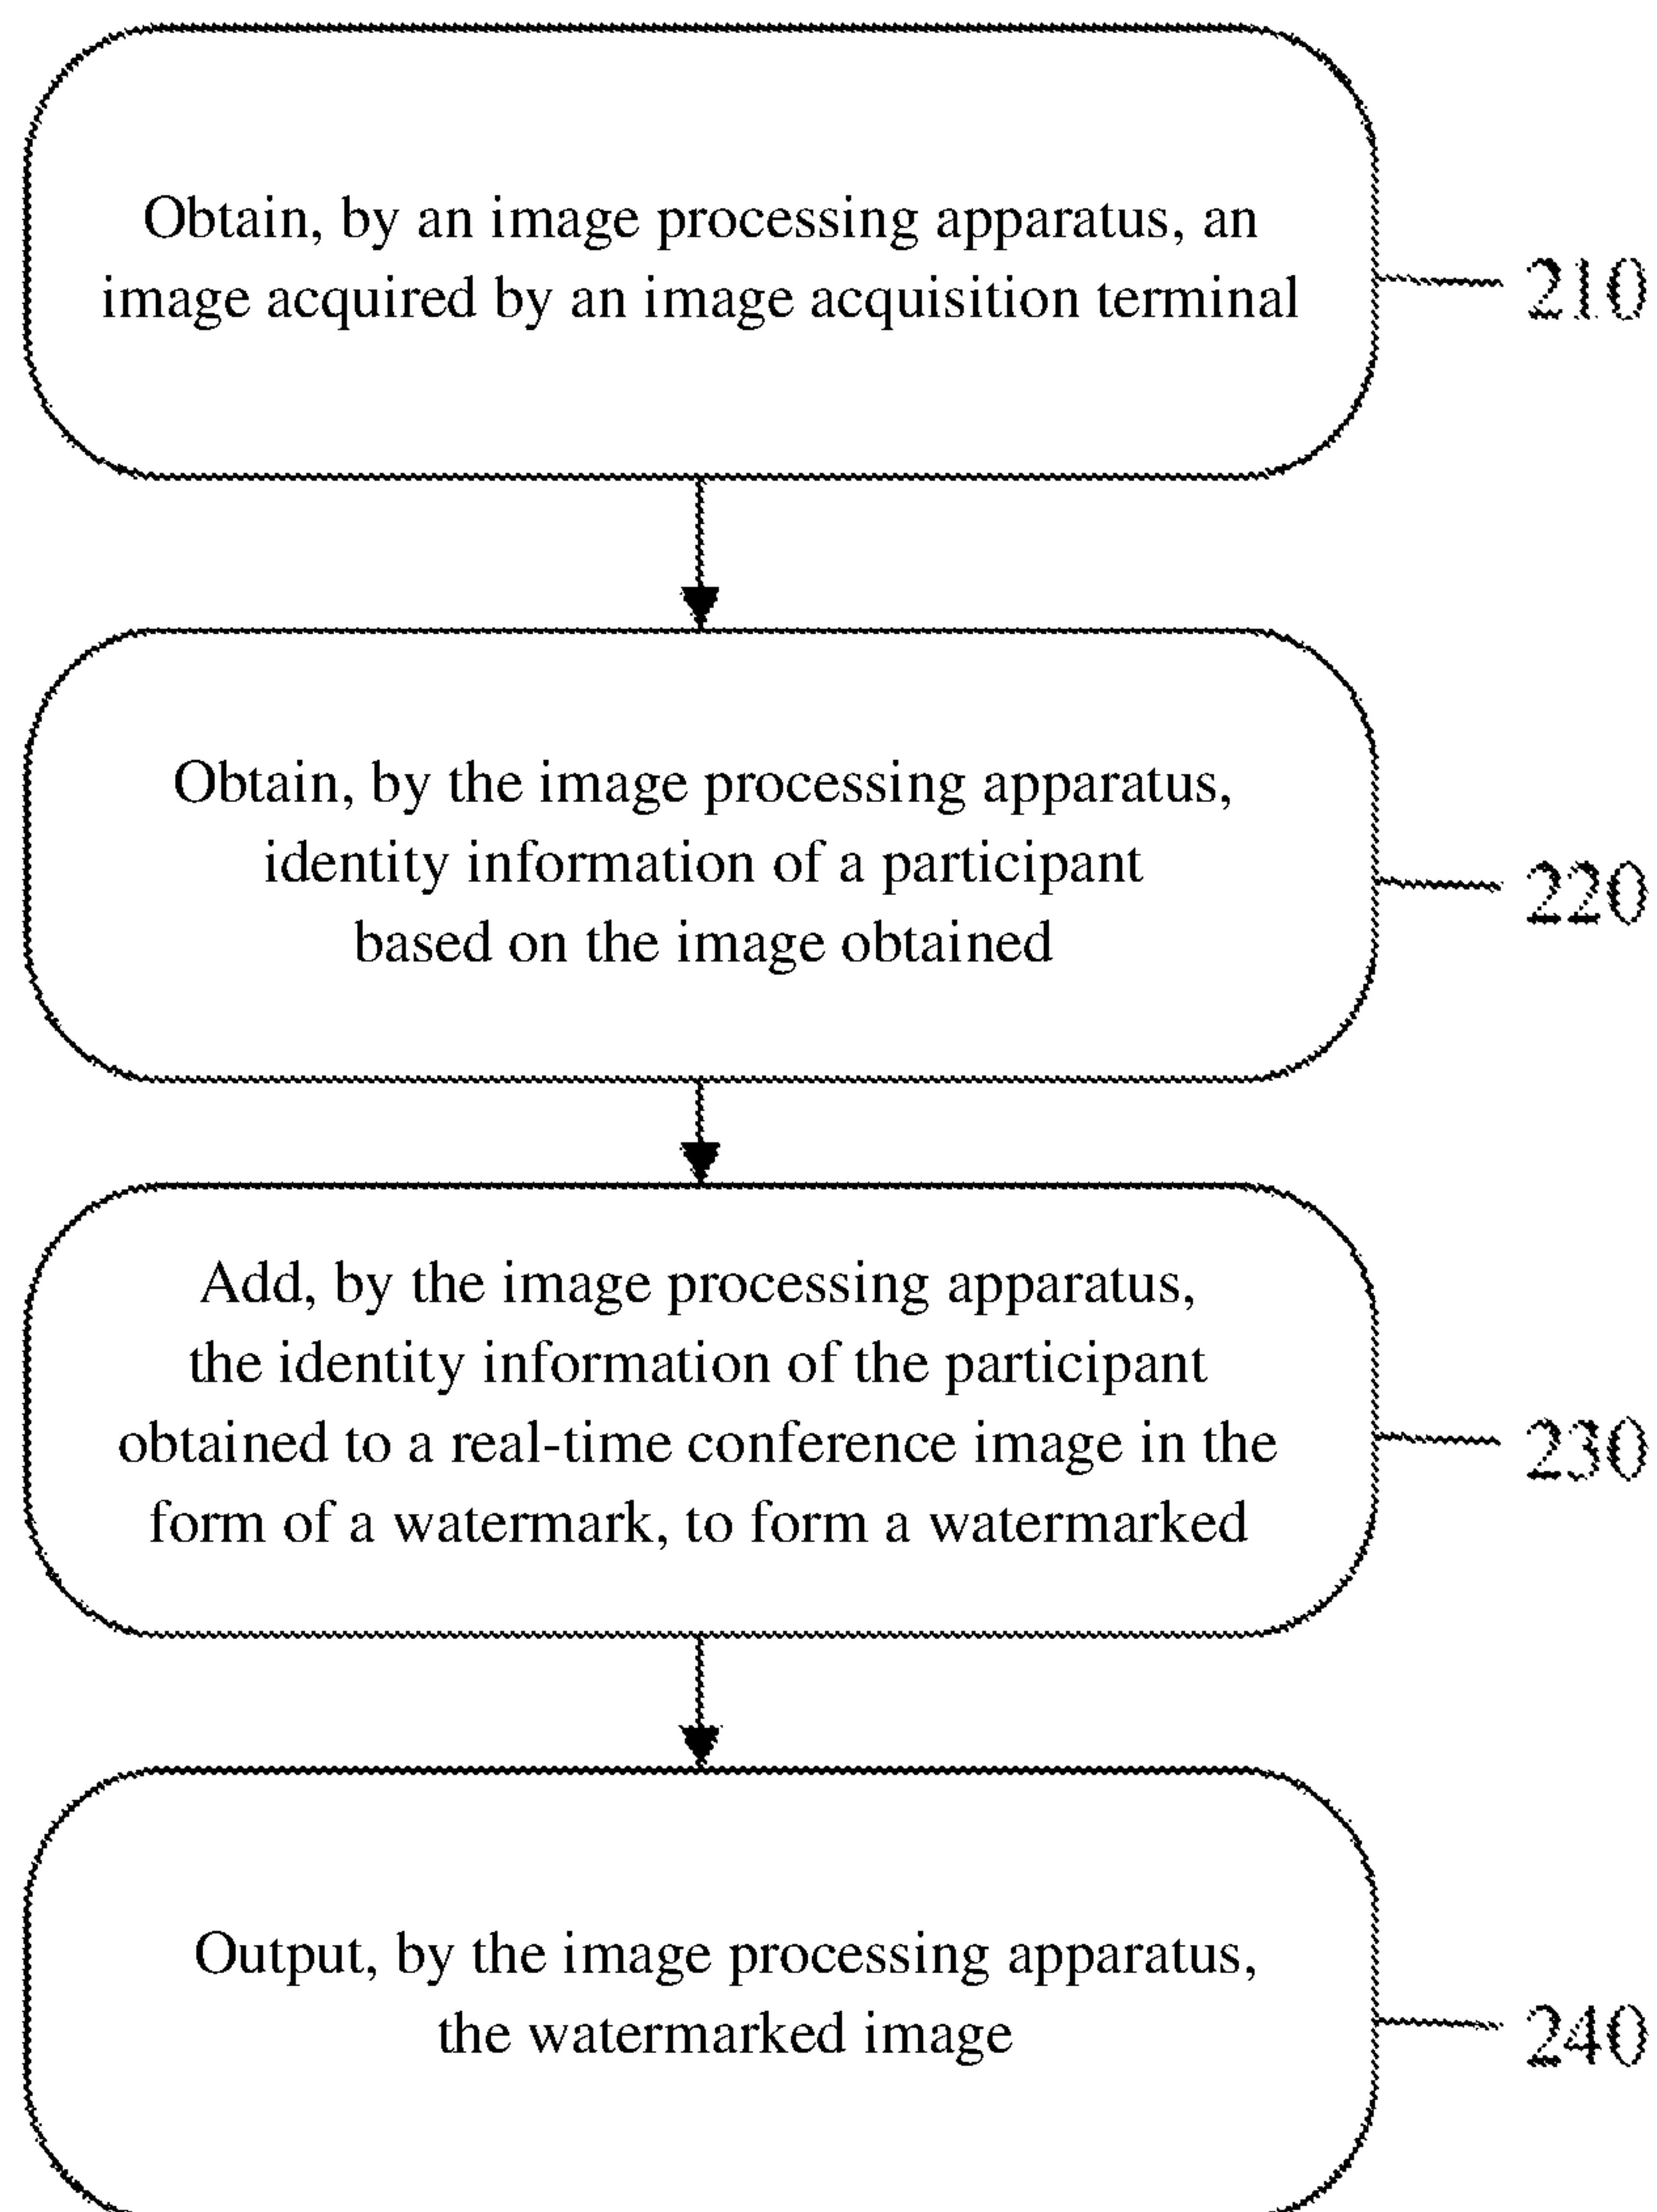 Obtain, by an image processing apparatus, an
image acquired by an image acquisition terminal
210
Obtain, by the image processing apparatus,
identity information of a participant
based on the image obtained
220
Add, by the image processing apparatus,
the identity information of the participant
obtained to a real-time conference image in the
form of a watermark, to form a watermarked
230
Output, by the image processing apparatus,
the watermarked image
240